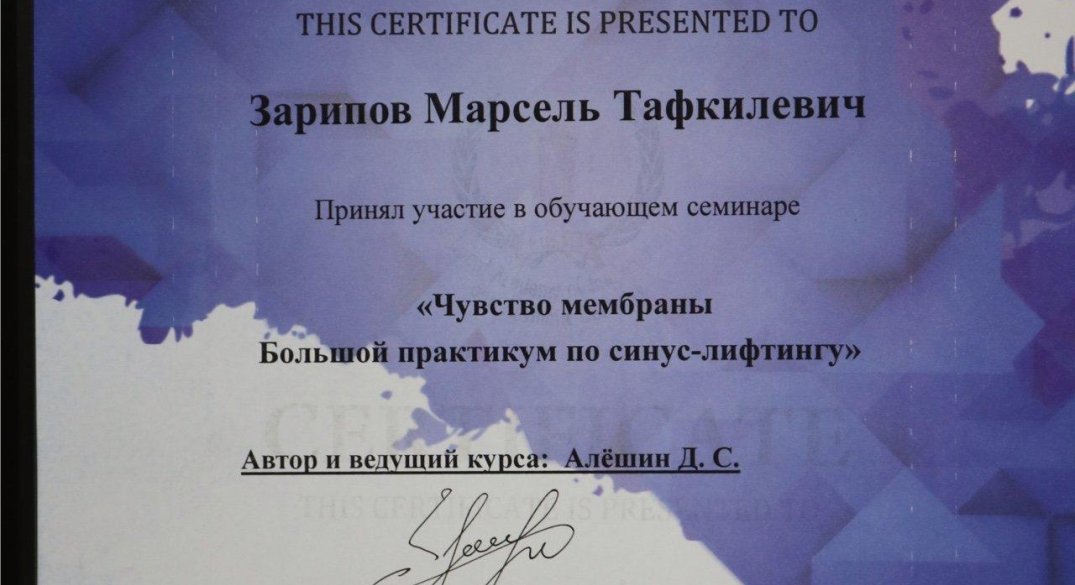 THIS CERTIFICATE IS PRESENTED TO
Зарипов Марсель Тафкилевич
Принял участие в обучающем семинаре
«Чувство мембраны
Большой практикум по синус-лифтингу»
CERTIFICATE
Автор и ведущий курса: Алёшин Д. С.
THIS CERTIFICATE IS PRESENTED TO